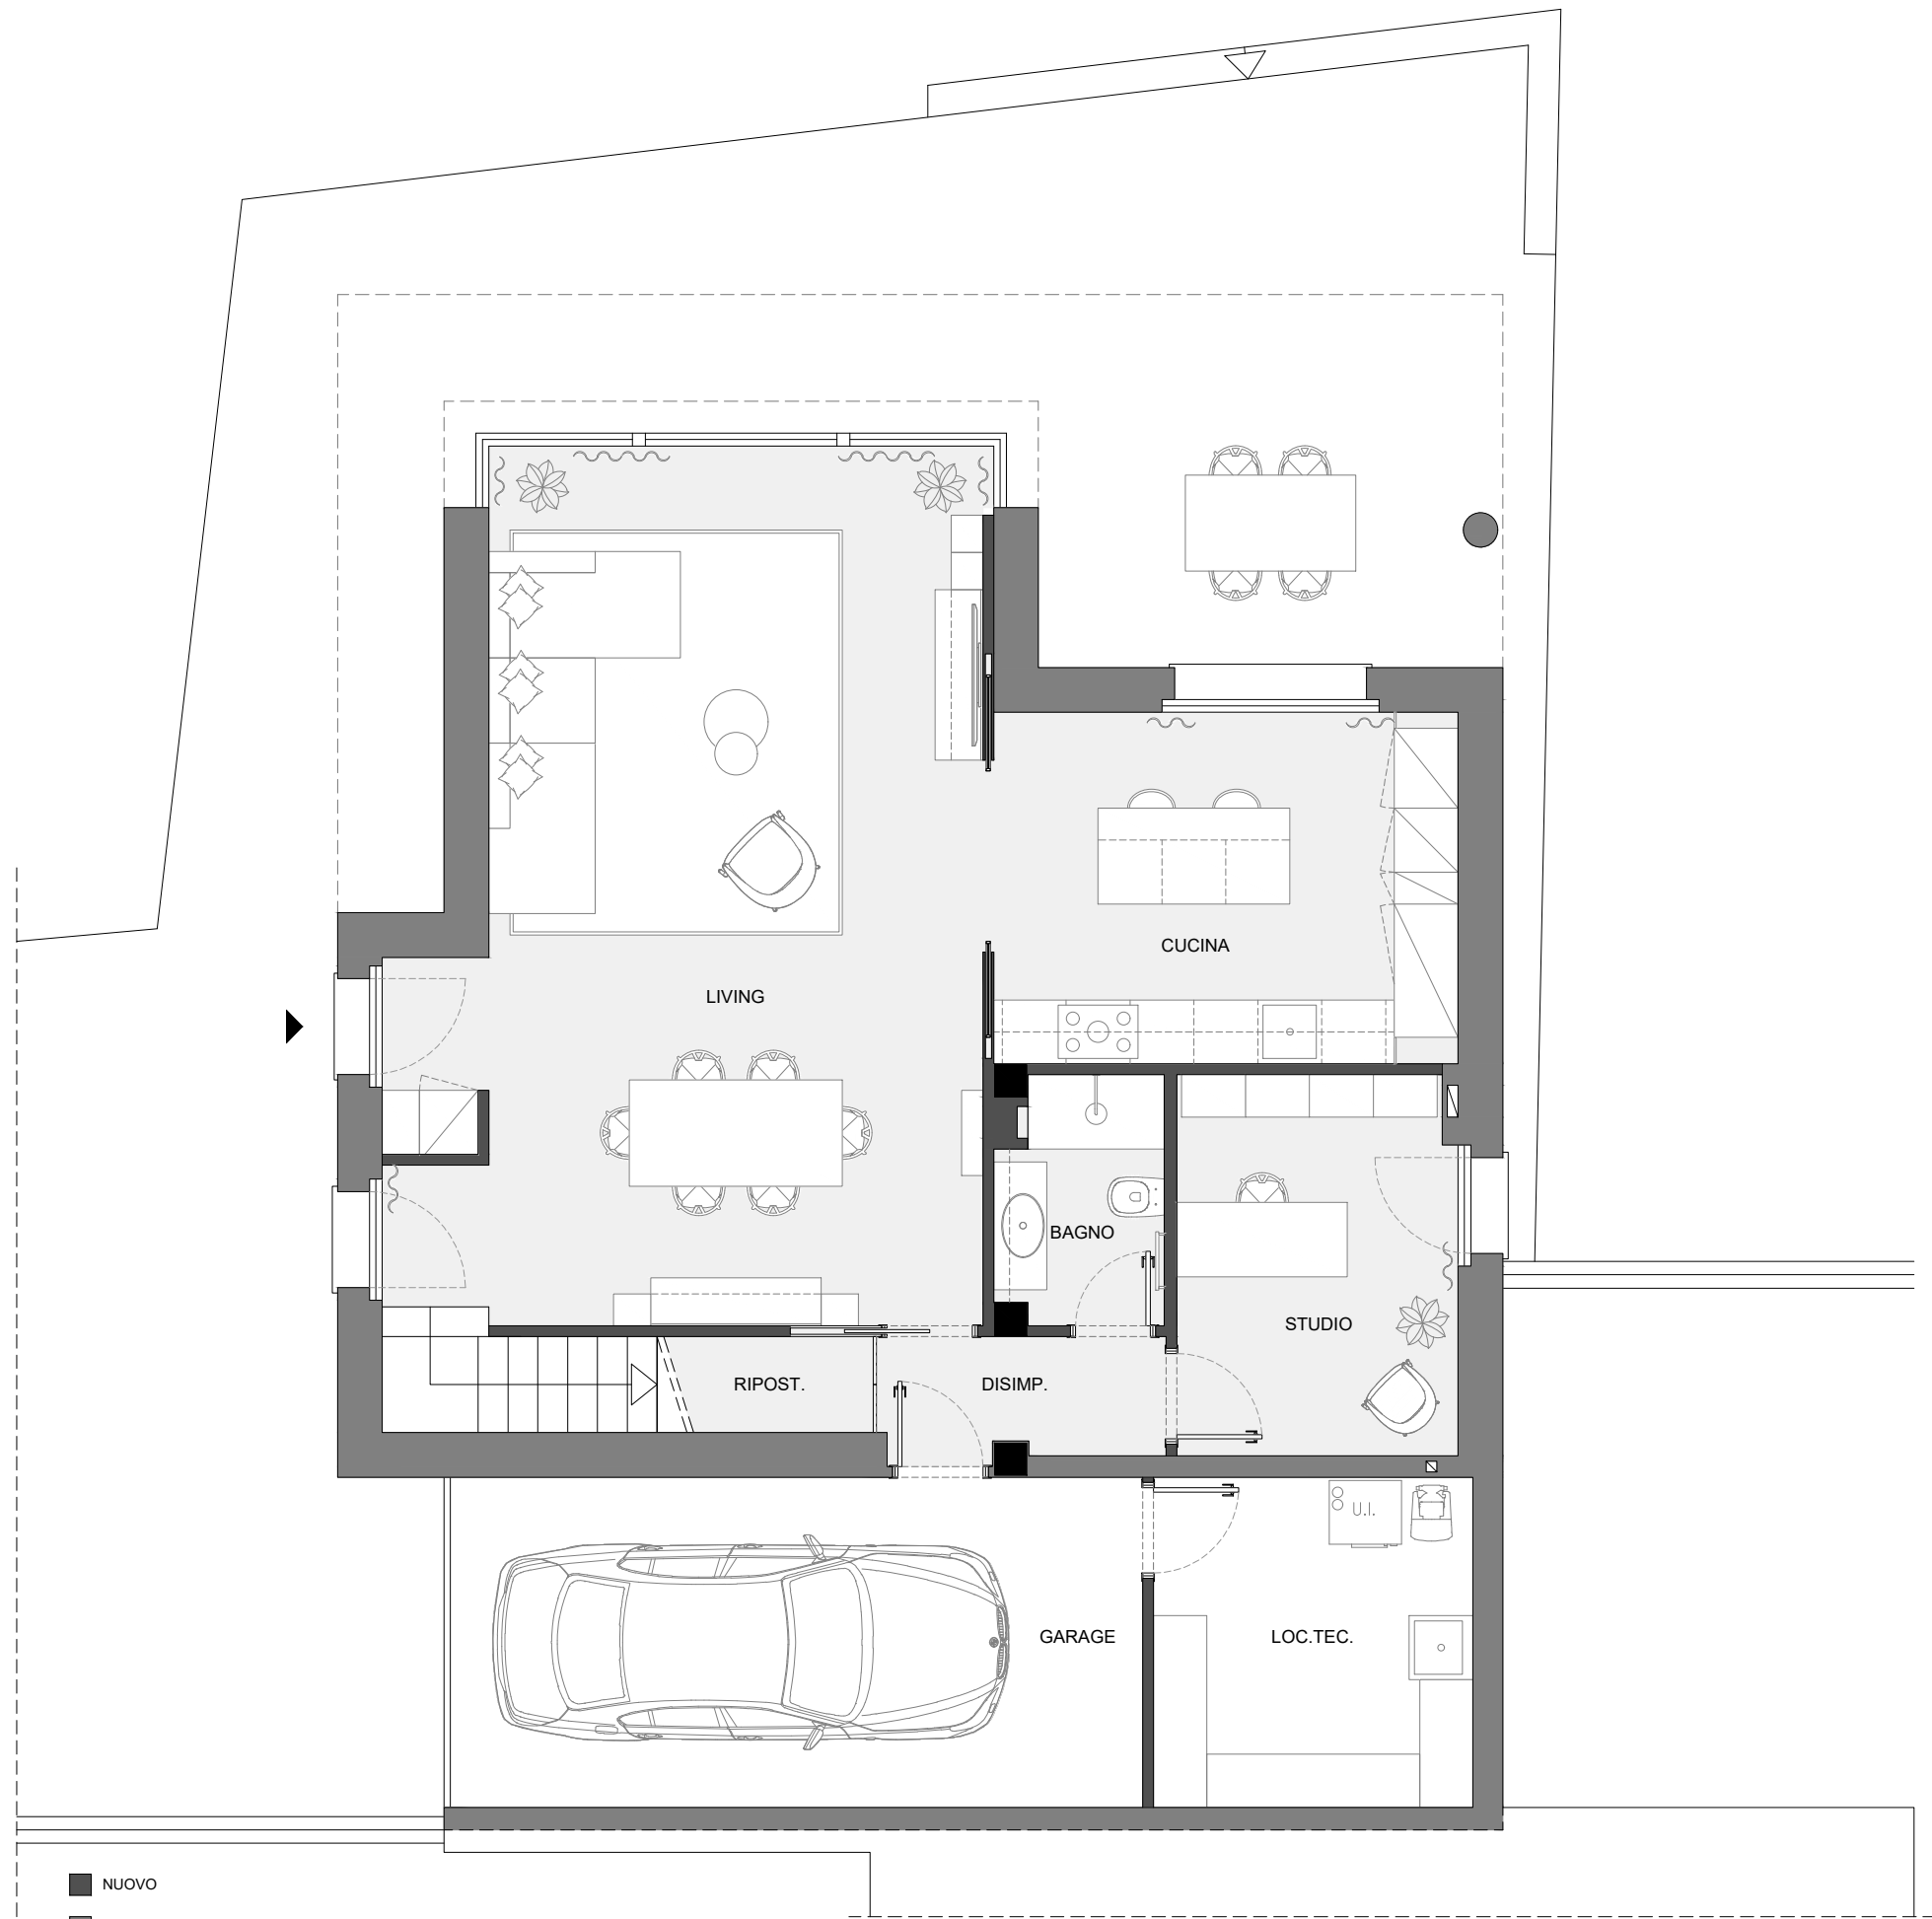 CUCINA
LIVING
BAGNO
STUDIO
RIPOST.
DISIMP.
U.I.
GARAGE
LOC.TEC.
NUOVO